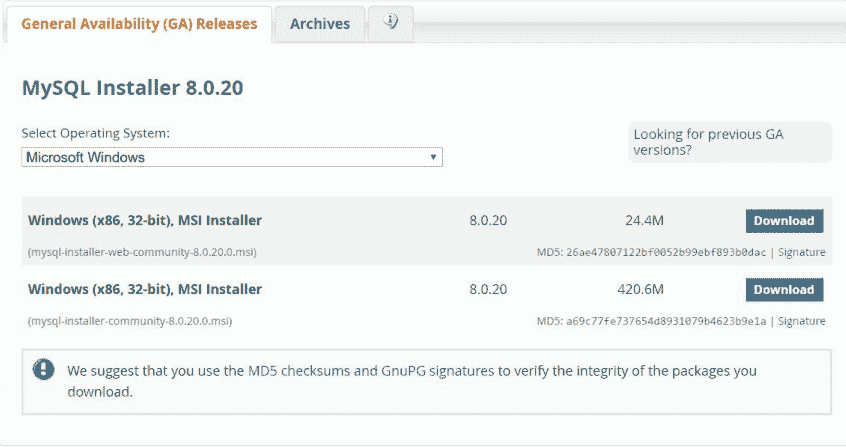 General Availability (GA) Releases
Archives
MySQL Installer 8.0.20
Select Operating System:
Looking for previous GA
versions?
Microsoft Windows
Windows (x86, 32-bit), MSI Installer 8.0.20 24.4M Download
(mysql-installer-web-community-8.0.20.0.msi) MD5: 26ae47807122bf0052b99ebf893b0dac | Signature
Windows (x86, 32-bit), MSI Installer 8.0.20 420.6M Download
(mysql-installer-community-8.0.20.0.msi) MD5: a69c77fe737654d8931079b4623b9e1a | Signature
We suggest that you use the MD5 checksums and GnuPG signatures to verify the integrity of the packages you
download.